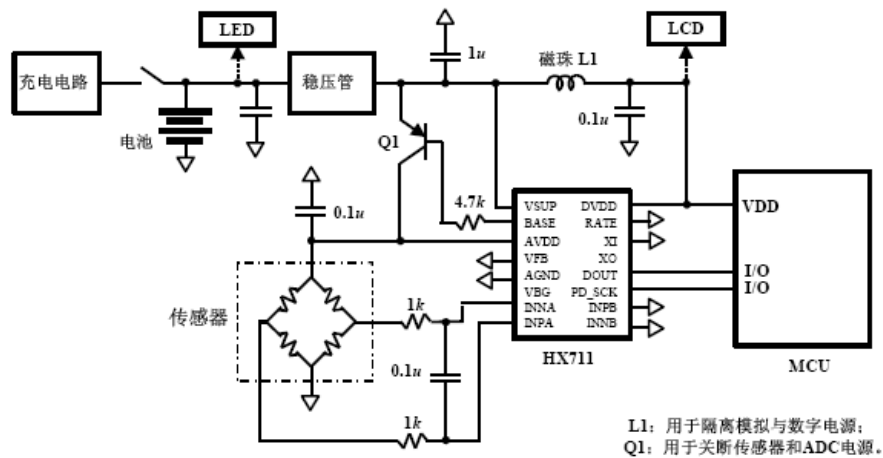 LED
LCD
充电电路
稳压管
1u
磁珠 L1
0.1u
电池
Q1
4.7k
0.1u
VSUP DVDD
BASE RATE
AVDD XI
VFB XO
AGND DOUT
VBG PD_SCK
INNA INPB
INPA INNB
HX711
VDD
I/O
I/O
MCU
传感器
1k
0.1u
1k
L1：用于隔离模拟与数字电源；
Q1：用于关断传感器和ADC电源。